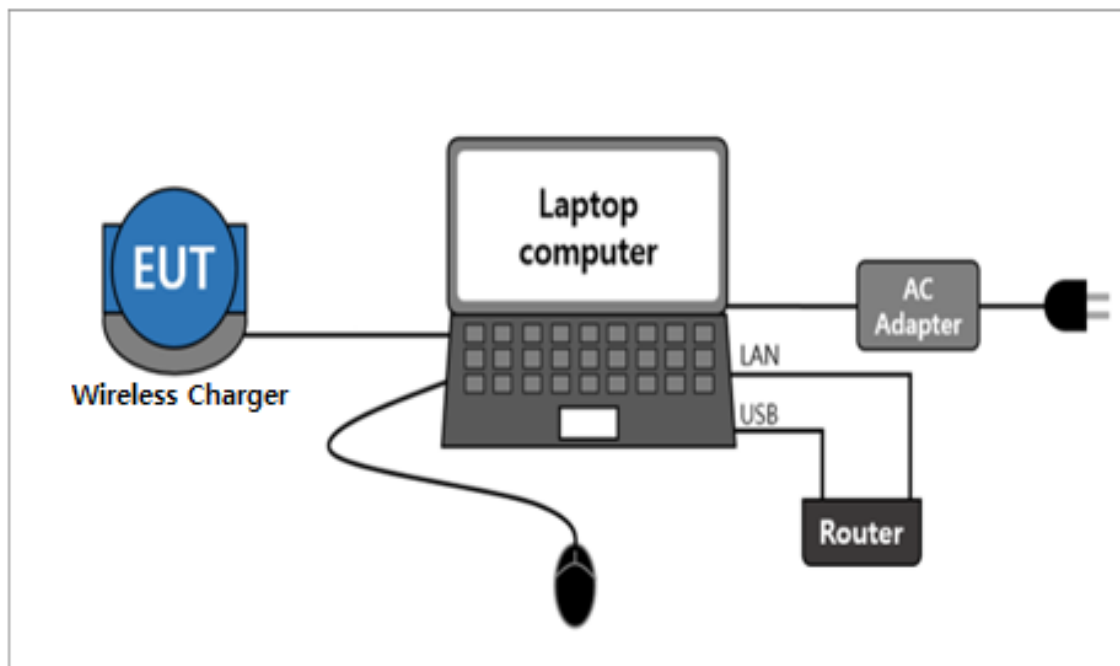 EUT
Wireless Charger
Laptop
computer
AC
Adapter
LAN
USB
Router